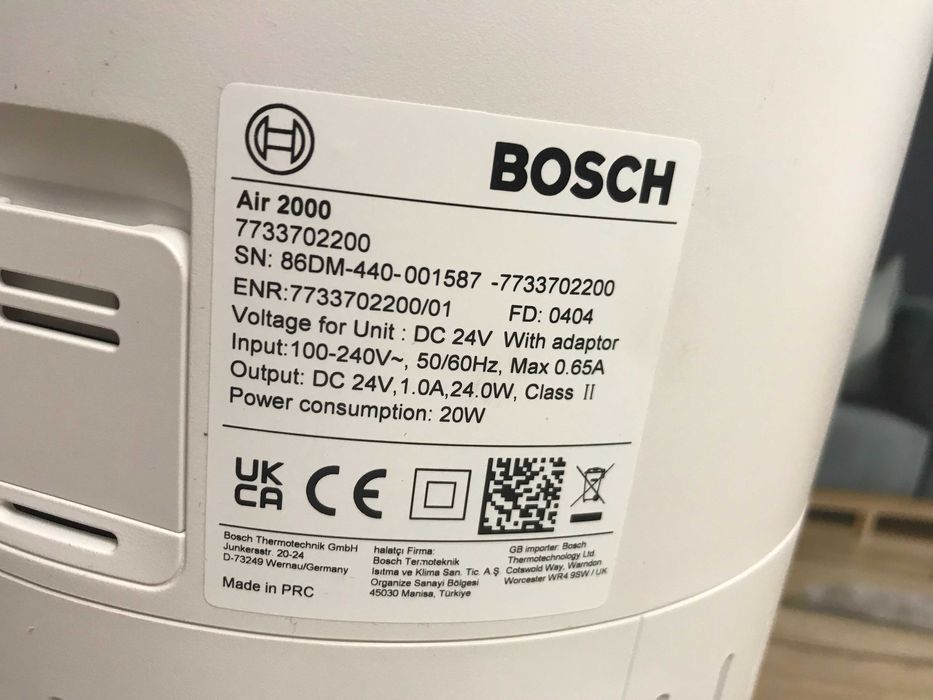 BOSCH
Air 2000
7733702200
SN: 86DM-440-001587 -7733702200
ENR:7733702200/01 FD: 0404
Voltage for Unit : DC 24V With adaptor
Input:100-240V~, 50/60Hz, Max 0.65A
Output: DC 24V,1.0A,24.0W, Class II
Power consumption: 20W
UK
CA CE
Bosch Thermotechnik GmbH
Junkersstr. 20-24
D-73249 Wernau/Germany
Made in PRC
halatçı Firma:
Bosch Termoteknik
Isıtma ve Klima San. Tic. A.Ş.
Organize Sanayi Bölgesi
45030 Manisa, Türkiye
GB importer: Bosch
Thermotechnology Ltd.
Cotswold Way, Warndon
Worcester WR4 9SW / UK